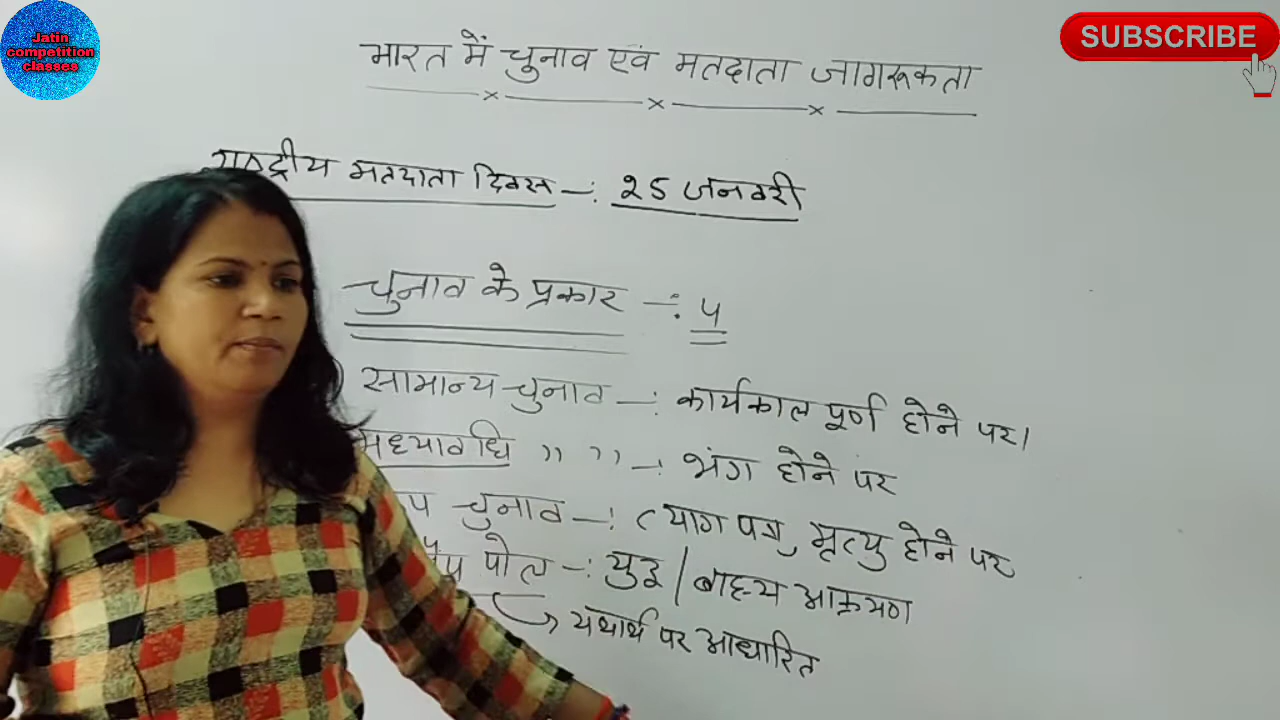 Jatin
competition
classes
SUBSCRIBE
भारत में चुनाव एवं मतदाता जागरूकता
राष्ट्रीय मतदाता दिवस -: 25 जनवरी
चुनाव के प्रकार -: 5
सामान्य चुनाव -: कार्यकाल पूर्ण होने पर।
मध्यावधि " " -: भंग होने पर
चुनाव -: त्याग पत्र, मृत्यु होने पर
पोल -: युद्ध / बाह्य आक्रमण
यथार्थ पर आधारित